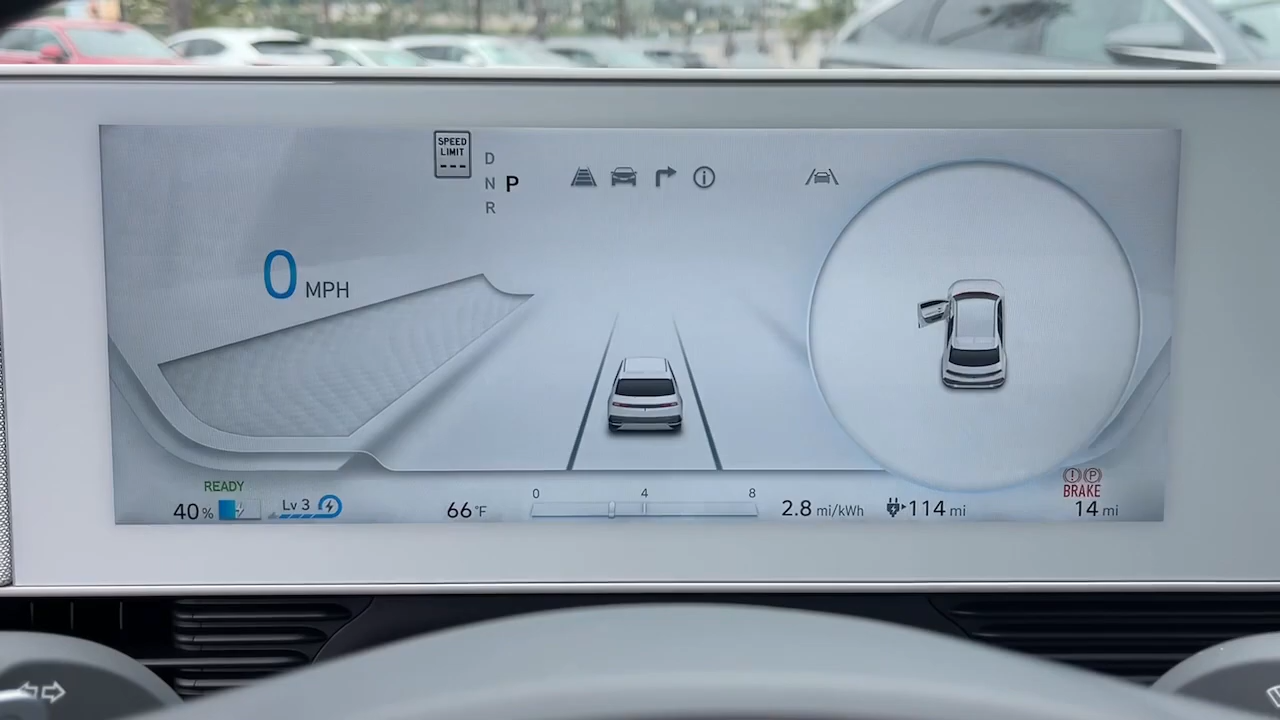 SPEED
LIMIT
---
D
N P
R
0 MPH
READY
40 %
Lv 3
66 °F
0 4 8
2.8 mi/kWh
114 mi
P
BRAKE
14 mi